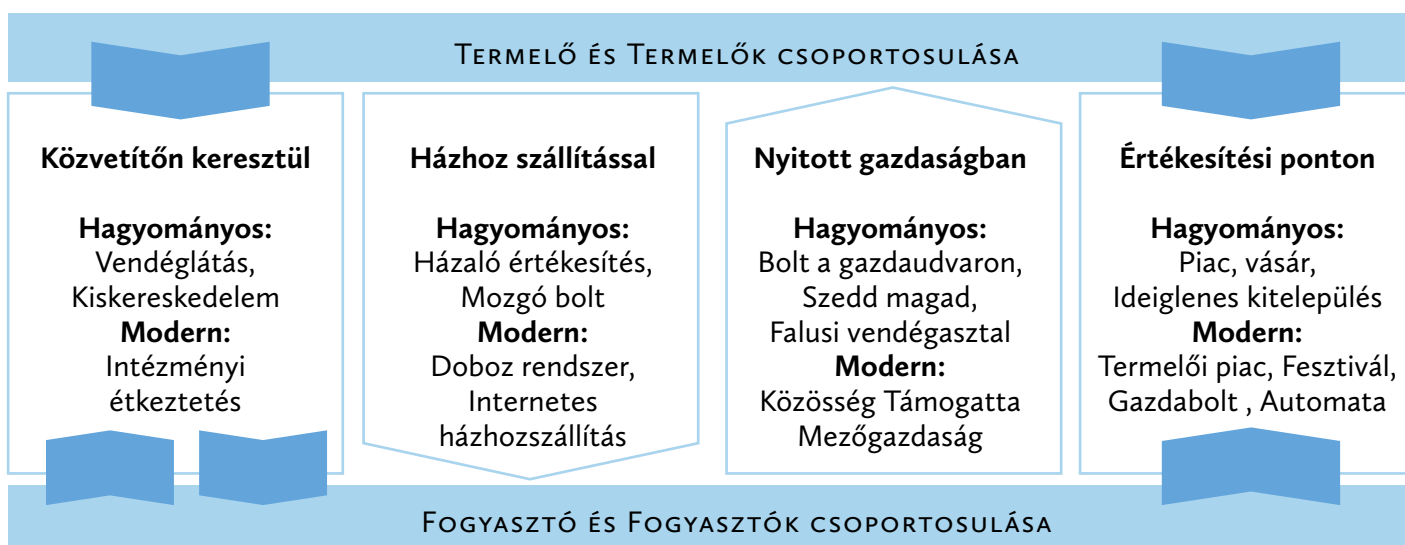 Termelő és Termelők csoportosulása
Közvetítőn keresztül
Hagyományos:
Vendéglátás,
Kiskereskedelem
Modern:
Intézményi
étkeztetés
Házhoz szállítással
Hagyományos:
Házaló értékesítés,
Mozgó bolt
Modern:
Doboz rendszer,
Internetes
házhozszállítás
Nyitott gazdaságban
Hagyományos:
Bolt a gazdaudvaron,
Szedd magad,
Falusi vendégasztal
Modern:
Közösség Támogatta
Mezőgazdaság
Értékesítési ponton
Hagyományos:
Piac, vásár,
Ideiglenes kitelepülés
Modern:
Termelői piac, Fesztivál,
Gazdabolt , Automata
Fogyasztó és Fogyasztók csoportosulása